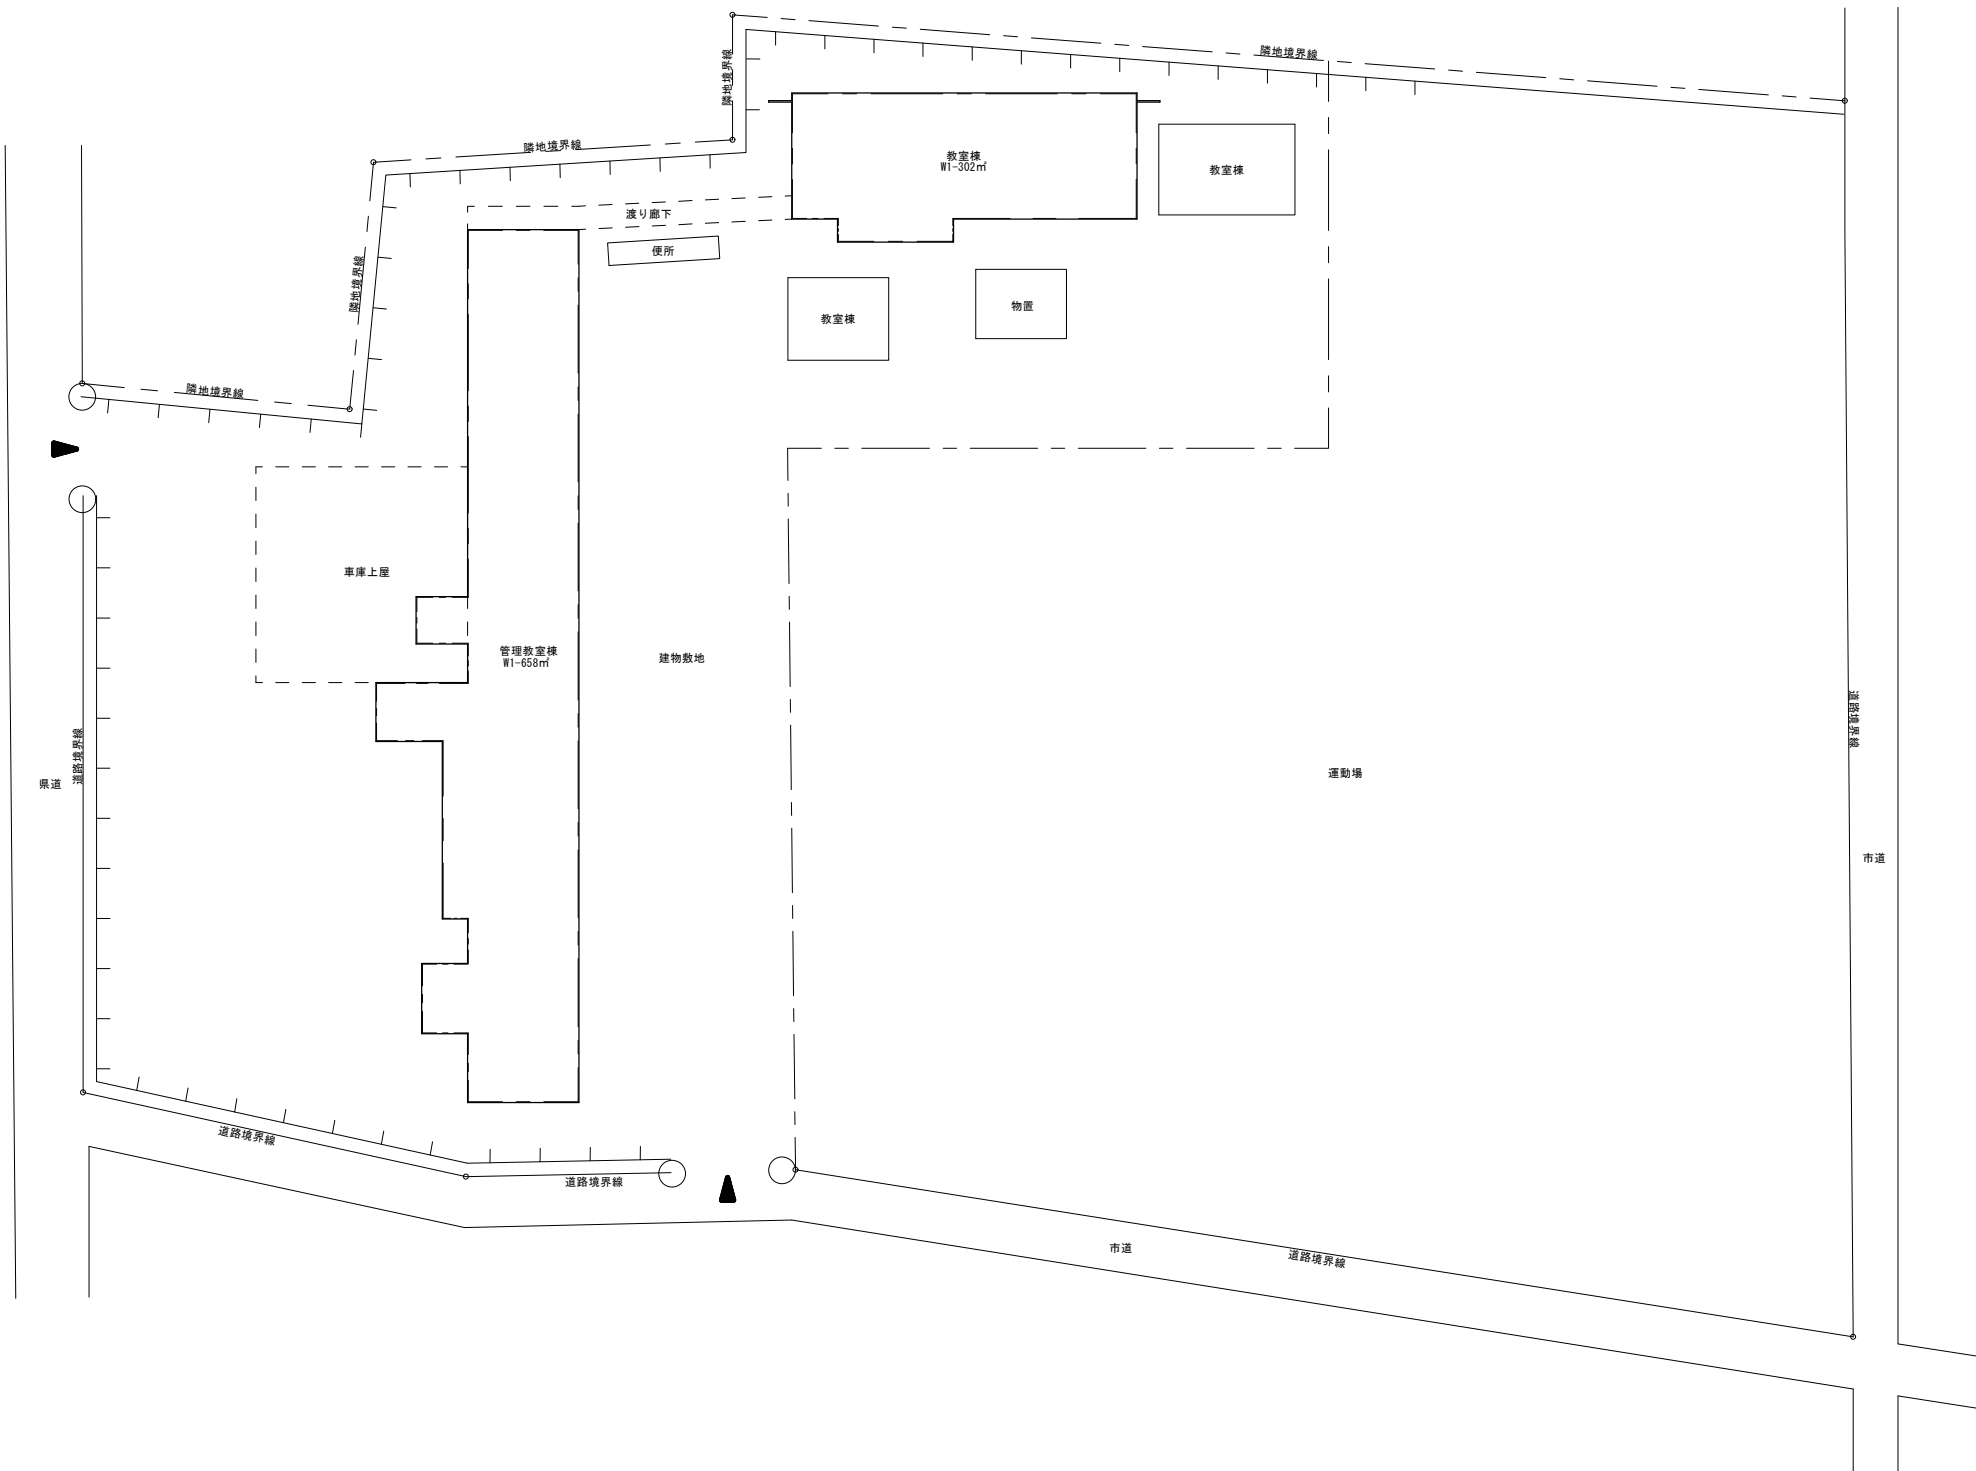 隣地境界線
隣地境界線
隣地境界線
教室棟
W1-302㎡
教室棟
渡り廊下
便所
隣地境界線
教室棟
物置
隣地境界線
車庫上屋
管理教室棟
W1-658㎡
建物敷地
道路境界線
道路境界線
県道
運動場
市道
道路境界線
道路境界線
市道
道路境界線